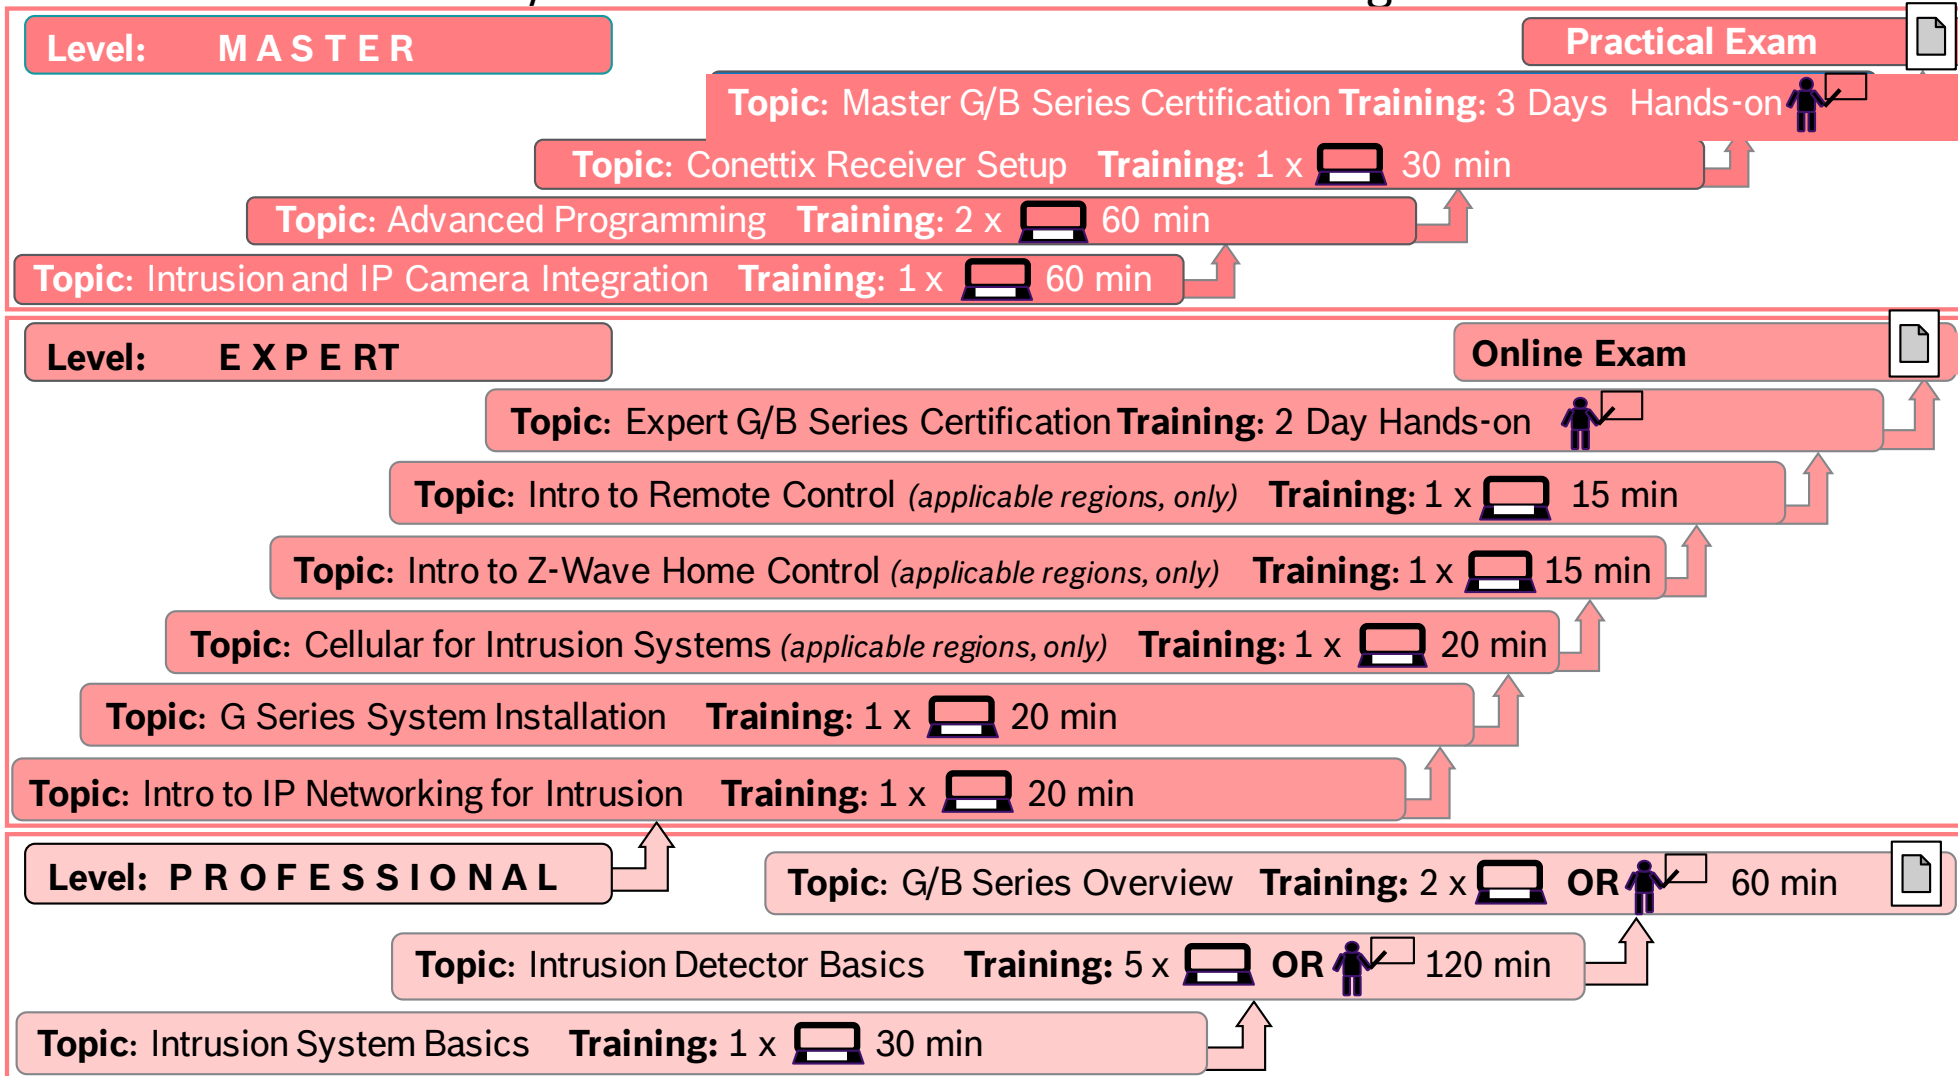 Level: M A S T E R
Practical Exam
Topic: Master G/B Series Certification Training: 3 Days Hands-on
Topic: Conettix Receiver Setup Training: 1 x 30 min
Topic: Advanced Programming Training: 2 x 60 min
Topic: Intrusion and IP Camera Integration Training: 1 x 60 min
Level: E X P E RT
Online Exam
Topic: Expert G/B Series Certification Training: 2 Day Hands-on
Topic: Intro to Remote Control (applicable regions, only) Training: 1 x 15 min
Topic: Intro to Z-Wave Home Control (applicable regions, only) Training: 1 x 15 min
Topic: Cellular for Intrusion Systems (applicable regions, only) Training: 1 x 20 min
Topic: G Series System Installation Training: 1 x 20 min
Topic: Intro to IP Networking for Intrusion Training: 1 x 20 min
Level: P R O F E S S I O N A L
Topic: G/B Series Overview Training: 2 x OR 60 min
Topic: Intrusion Detector Basics Training: 5 x OR 120 min
Topic: Intrusion System Basics Training: 1 x 30 min